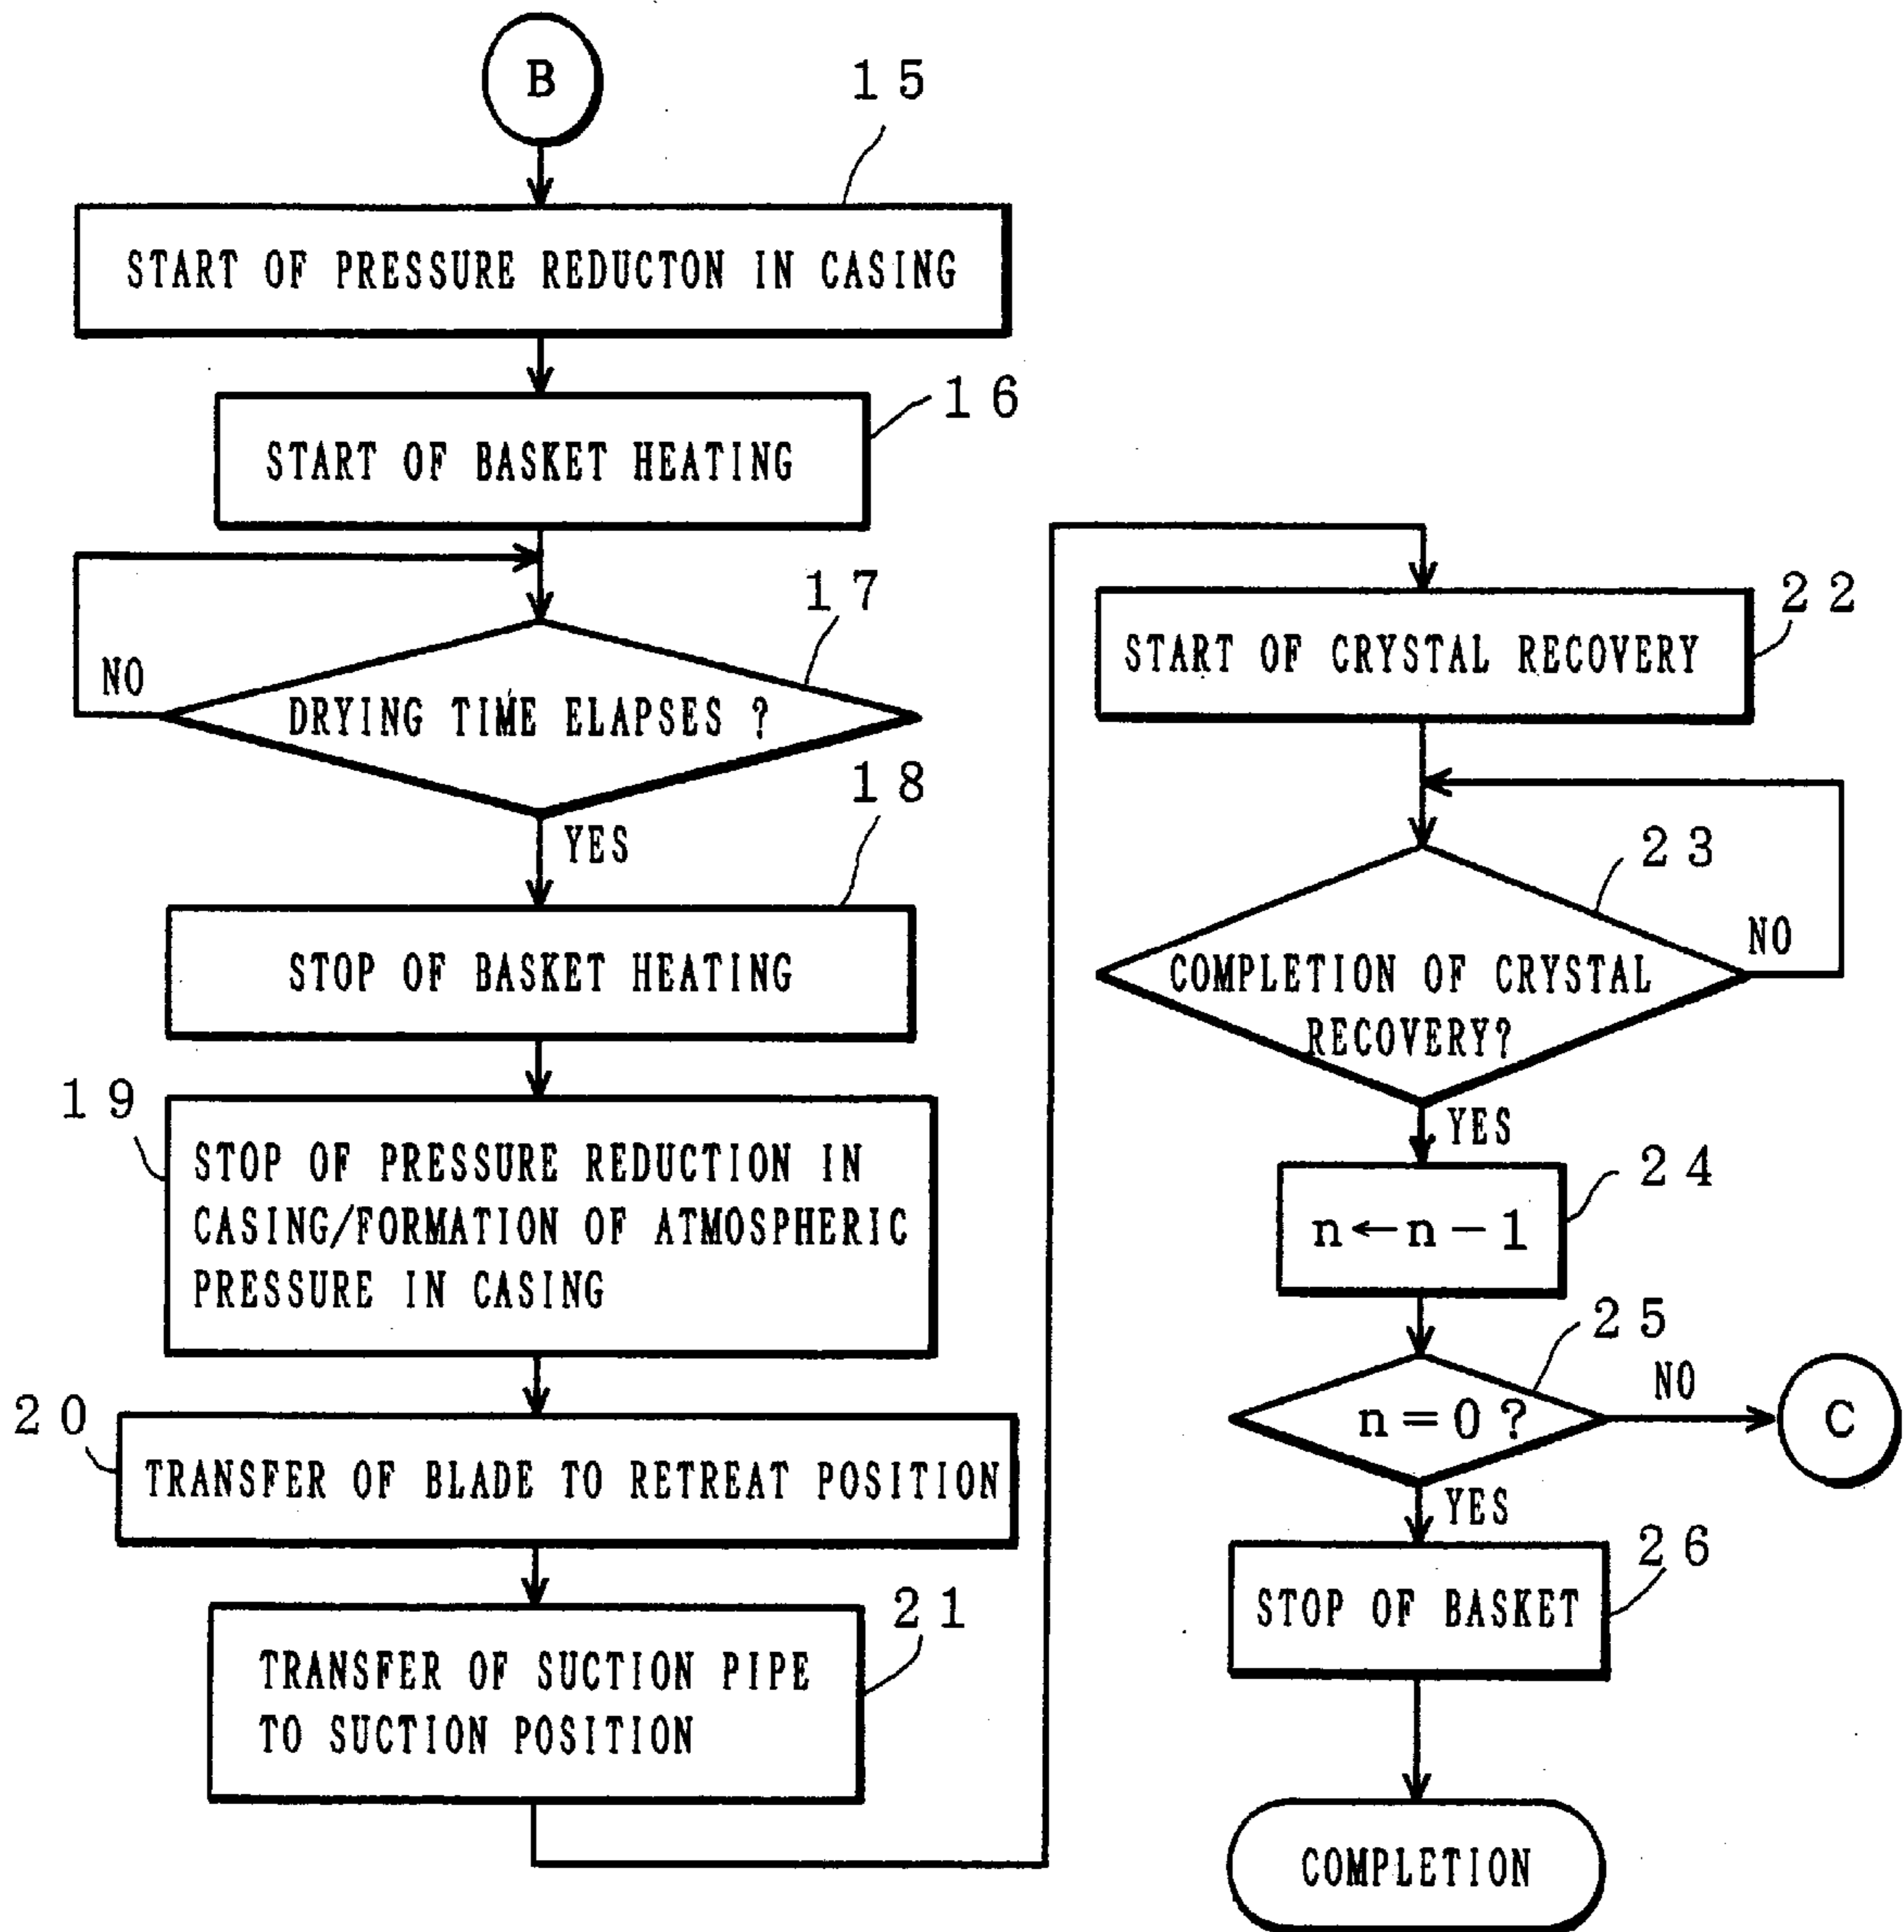 B
15
START OF PRESSURE REDUCTON IN CASING
16
START OF BASKET HEATING
17
NO
DRYING TIME ELAPSES ?
YES
18
STOP OF BASKET HEATING
19
STOP OF PRESSURE REDUCTION IN
CASING/FORMATION OF ATMOSPHERIC
PRESSURE IN CASING
20
TRANSFER OF BLADE TO RETREAT POSITION
21
TRANSFER OF SUCTION PIPE
TO SUCTION POSITION
22
START OF CRYSTAL RECOVERY
23
NO
COMPLETION OF CRYSTAL
RECOVERY?
YES
24
n←n-1
25
n=0?
NO
C
YES
26
STOP OF BASKET
COMPLETION